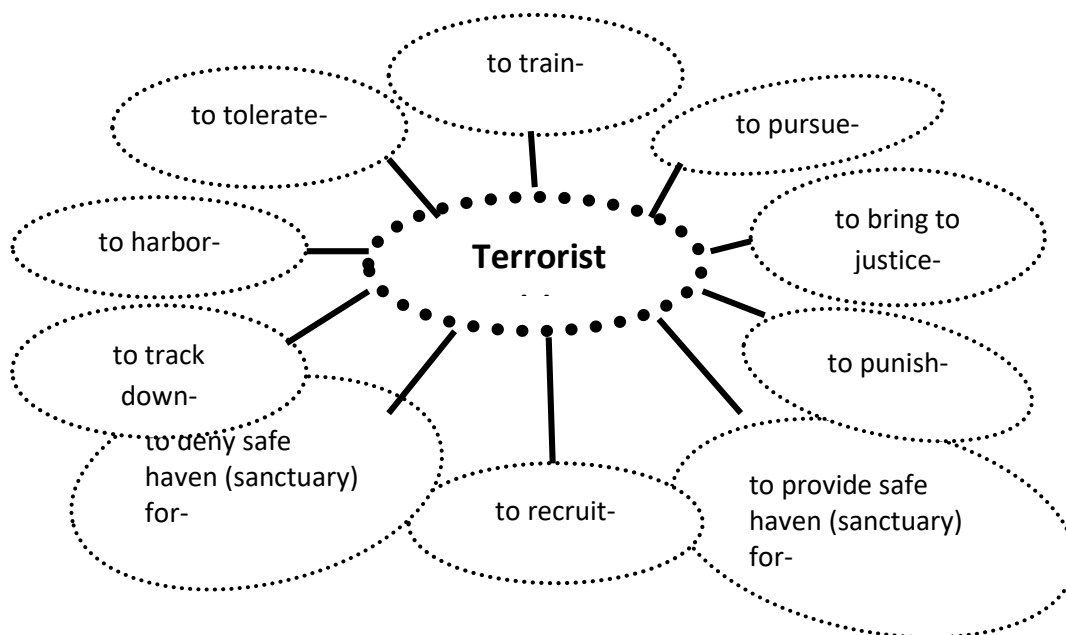 to train-
to tolerate-
to pursue-
to harbor-
to bring to
justice-
Terrorist
to track
down-
to punish-
to deny safe
haven (sanctuary)
for-
to recruit-
to provide safe
haven (sanctuary)
for-